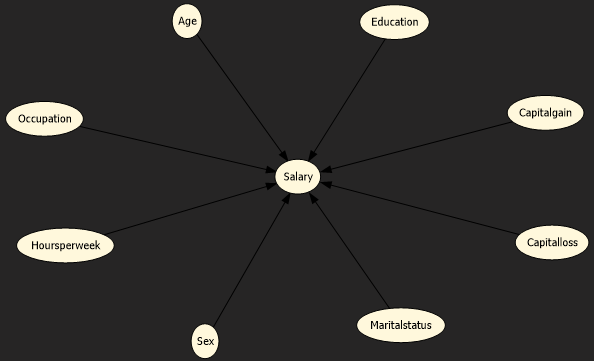 Age
Education
Capitalgain
Occupation
Salary
Hoursperweek
Capitalloss
Maritalstatus
Sex